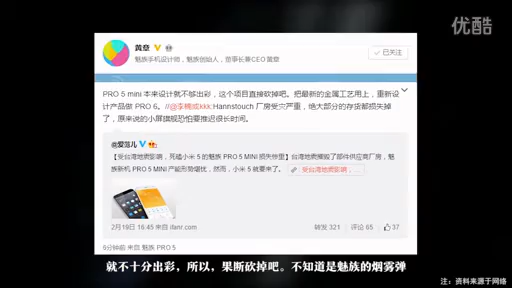 优酷
黄章
魅族手机设计师，魅族创始人，董事长兼CEO 黄章
已关注
PRO 5 mini 本来设计就不够出彩，这个项目直接砍掉吧。把最新的金属工艺用上，重新设
计产品做 PRO 6。//@李楠或kkk:Hannstouch 厂房受灾严重，绝大部分的存货都损失掉
了，原来说的小屏旗舰恐怕要推迟很长时间。
@爱范儿
【受台湾地震影响，死磕小米 5 的魅族 PRO 5 MINI 损失惨重】台湾地震摧毁了部件供应商厂房，魅
族新机 PRO 5 MINI 产能形势堪忧，然而，小米 5 就要来了。 受台湾地震影响，...
2月19日 16:45 来自 ifanr.com
转发 321 评论 65 37
6分钟前 来自 魅族 PRO 5
就不十分出彩，所以，果断砍掉吧。不知道是魅族的烟雾弹
注：资料来源于网络